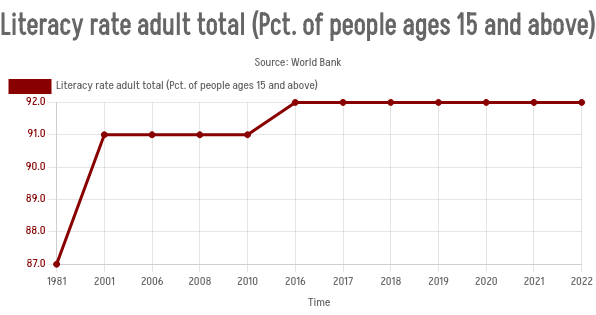 Literacy rate adult total (Pct. of people ages 15 and above)
Source: World Bank
Literacy rate adult total (Pct. of people ages 15 and above)
92.0
91.0
90.0
89.0
88.0
87.0
1981 2001 2006 2008 2010 2016 2017 2018 2019 2020 2021 2022
Time